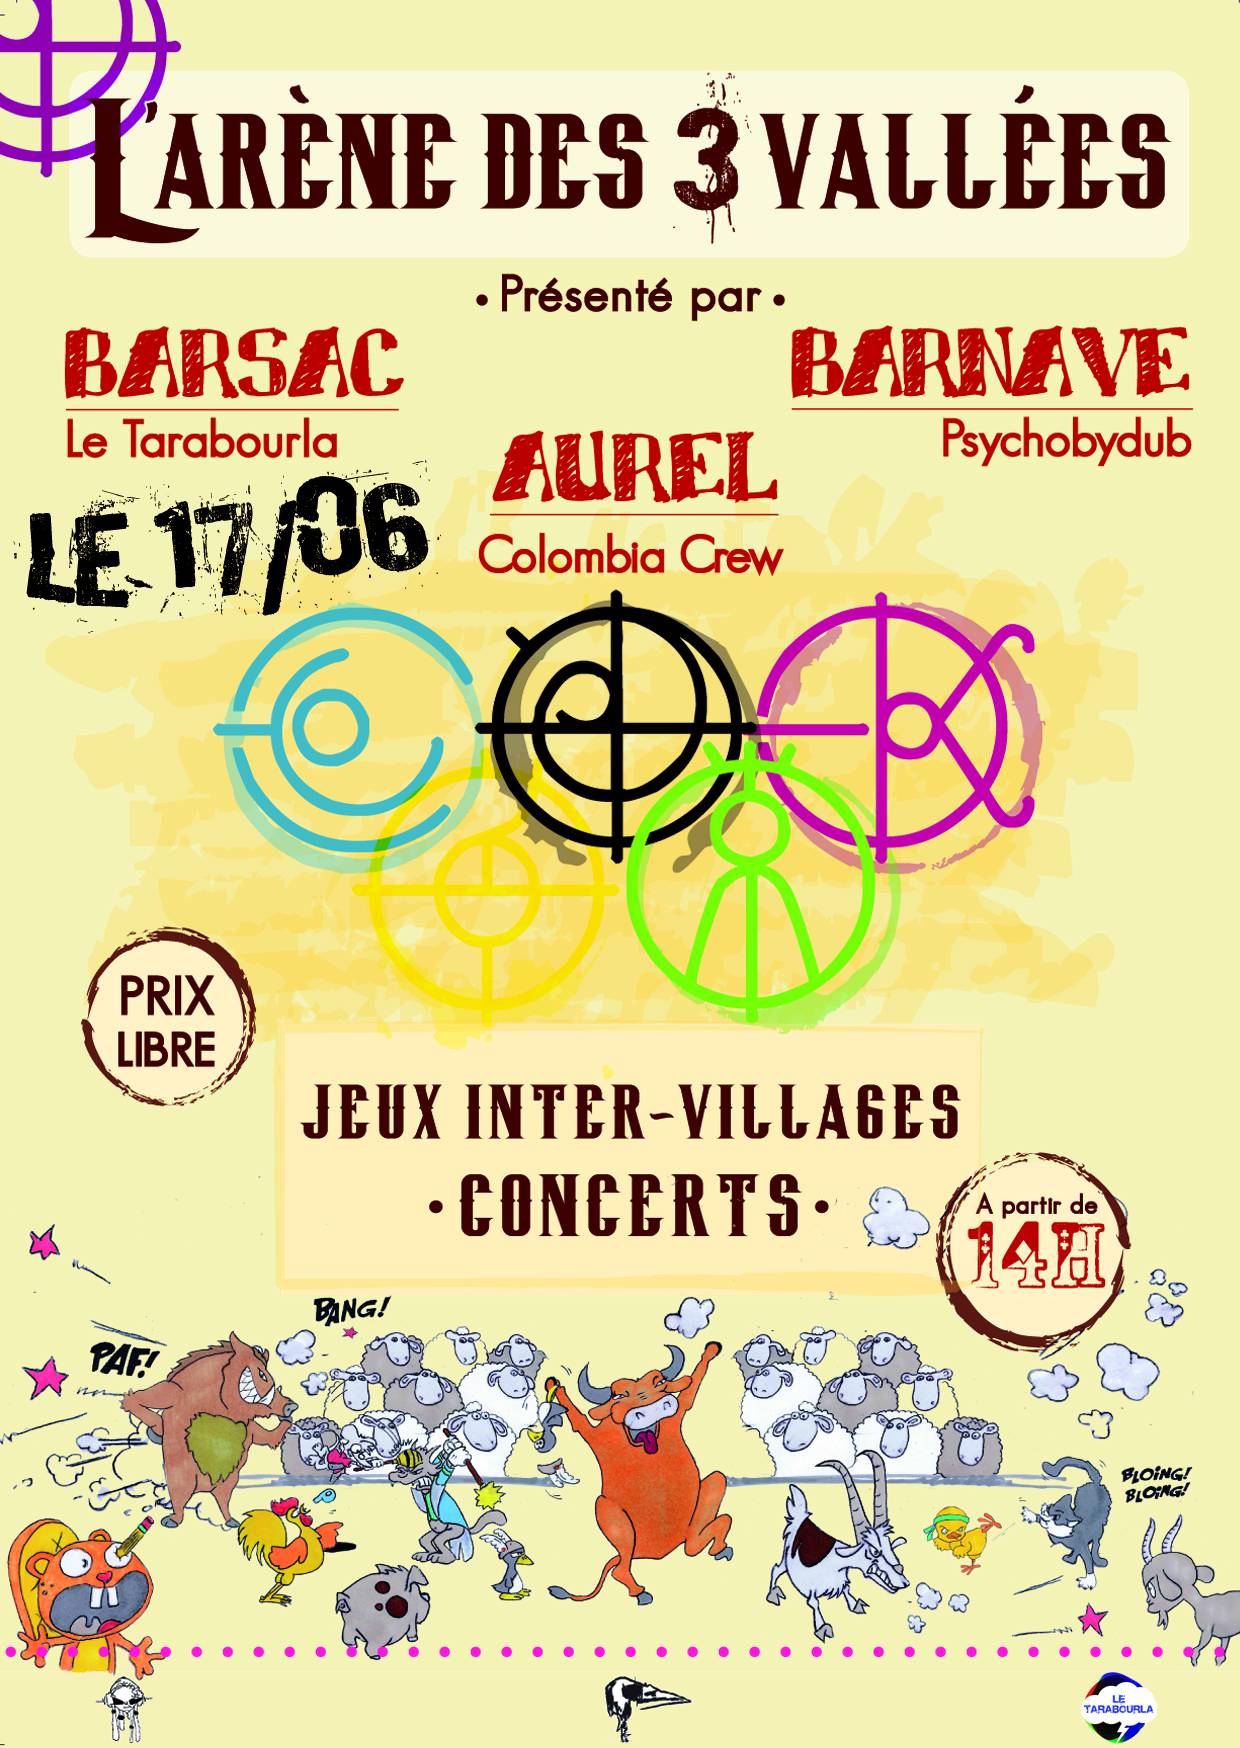 L'ARÈNE DES 3 VALLÉES
• Présenté par •
BARSAC
Le Tarabourla
BARNAVE
Psychobydub
AUREL
Colombia Crew
LE 17/06
PRIX
LIBRE
JEUX INTER-VILLAGES
• CONCERTS •
A partir de
14H
BANG!
PAF!
BLOING!
BLOING!
LE
TARABOURLA